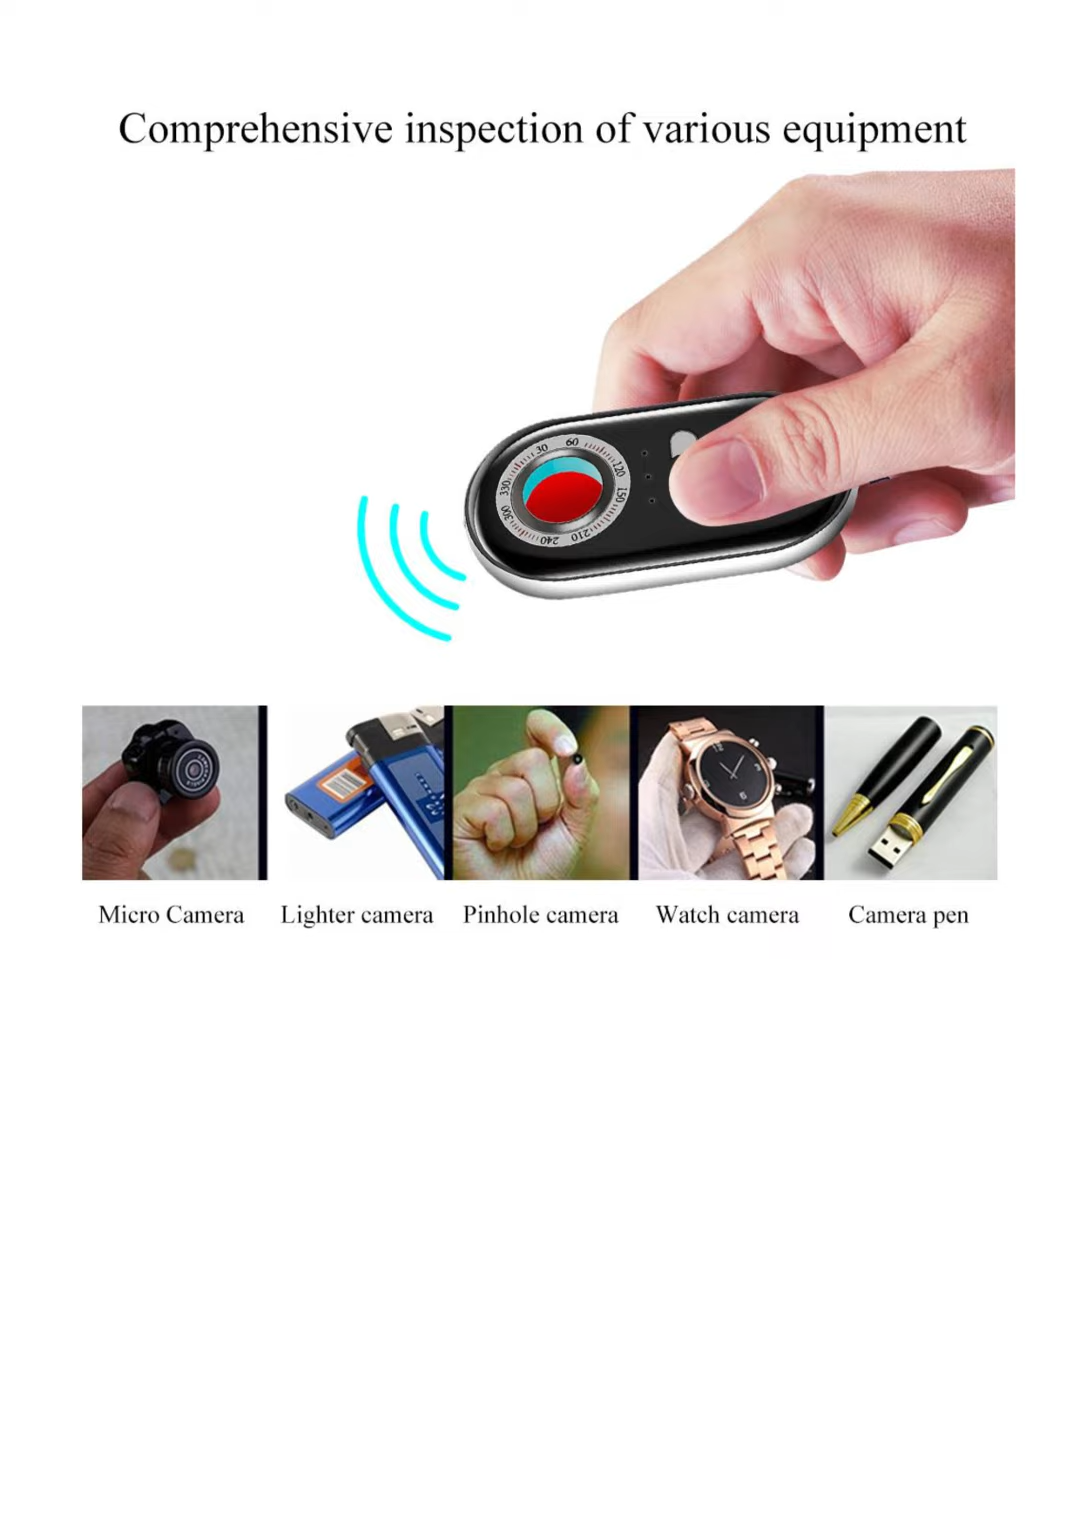 Comprehensive inspection of various equipment
30 60 120 150 210 240 300 330
Micro Camera
Lighter camera
Pinhole camera
Watch camera
Camera pen